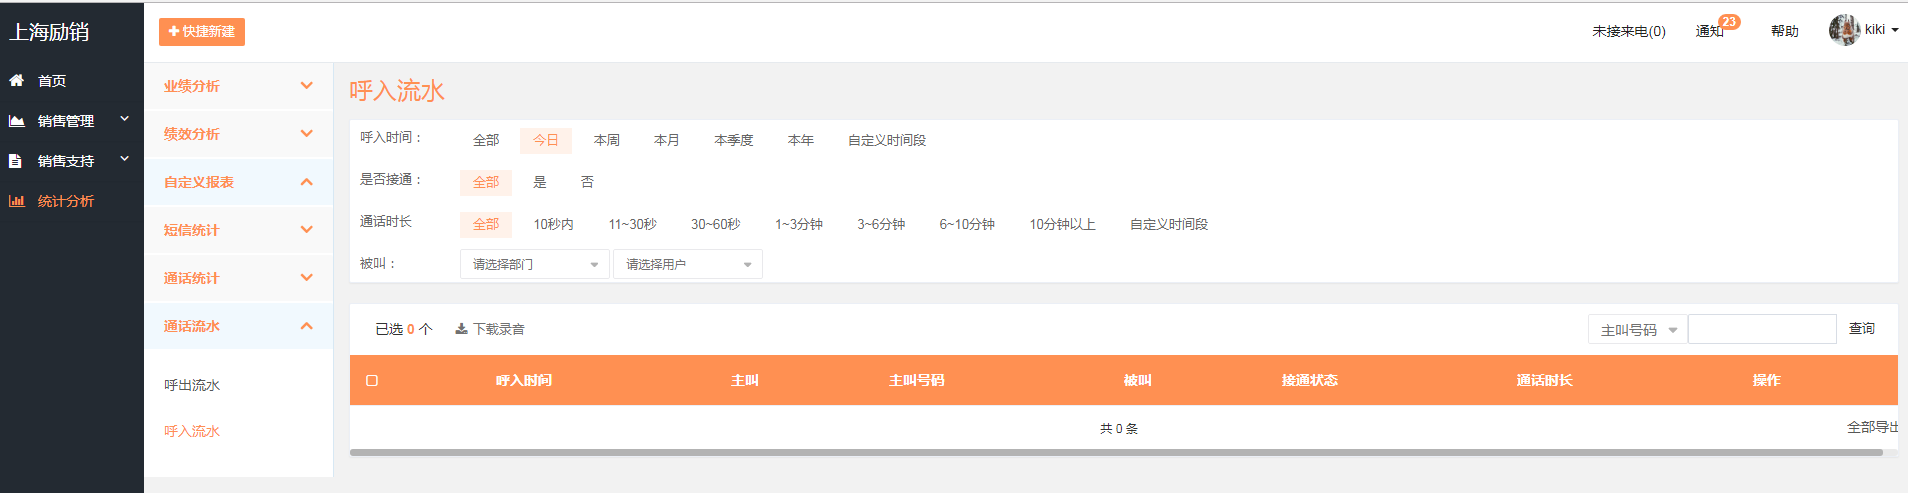 上海励销
快捷新建
未接来电(0)
通知
23
帮助
kiki
首页
销售管理
销售支持
统计分析
业绩分析
绩效分析
自定义报表
短信统计
通话统计
通话流水
呼出流水
呼入流水
呼入流水
呼入时间： 全部 今日 本周 本月 本季度 本年 自定义时间段
是否接通： 全部 是 否
通话时长 全部 10秒内 11~30秒 30~60秒 1~3分钟 3~6分钟 6~10分钟 10分钟以上 自定义时间段
被叫： 请选择部门 请选择用户
已选 0 个 下载录音 主叫号码 查询
呼入时间 主叫 主叫号码 被叫 接通状态 通话时长 操作
共 0 条 全部导出